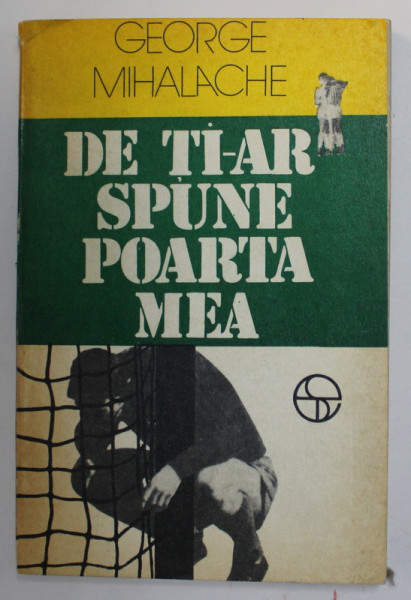 GEORGE
MIHALACHE
DE ȚI-AR
SPUNE
POARTA
MEA